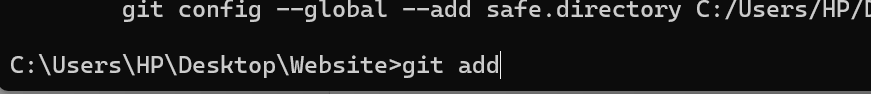 git config --global --add safe.directory C:/Users/HP/
C:\Users\HP\Desktop\Website>git add